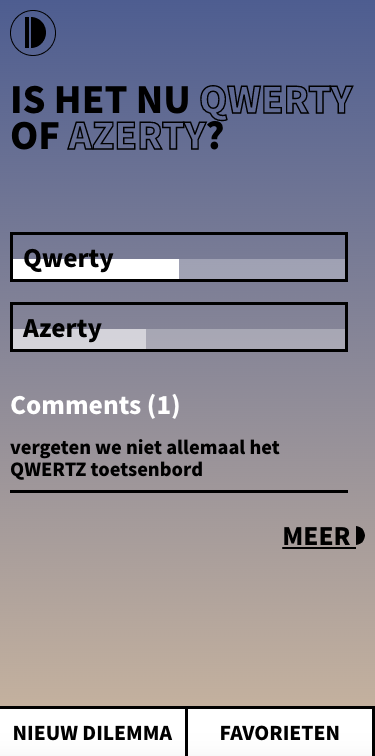 IS HET NU QWERTY
OF AZERTY?
Qwerty
Azerty
Comments (1)
vergeten we niet allemaal het
QWERTZ toetsenbord
MEER
NIEUW DILEMMA
FAVORIETEN